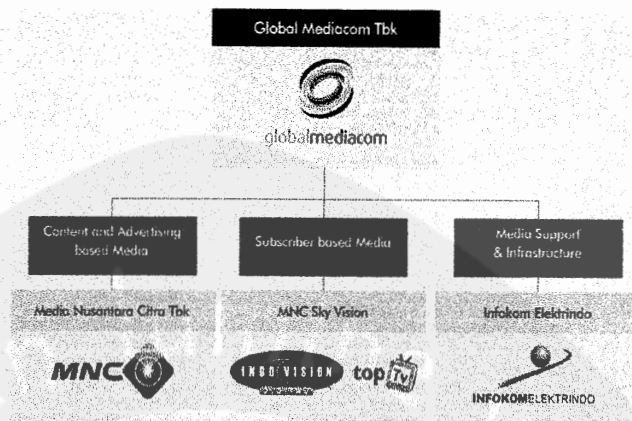 Global Mediacom Tbk
globalmediacom
Content and Advertising
based Media
Subscriber based Media
Media Support
& Infrastructure
Media Nusantara Citra Tbk
MNC Sky Vision
Infokom Elektrindo
MNC
INDOVISION
top Tv
INFOKOMELEKTRINDO